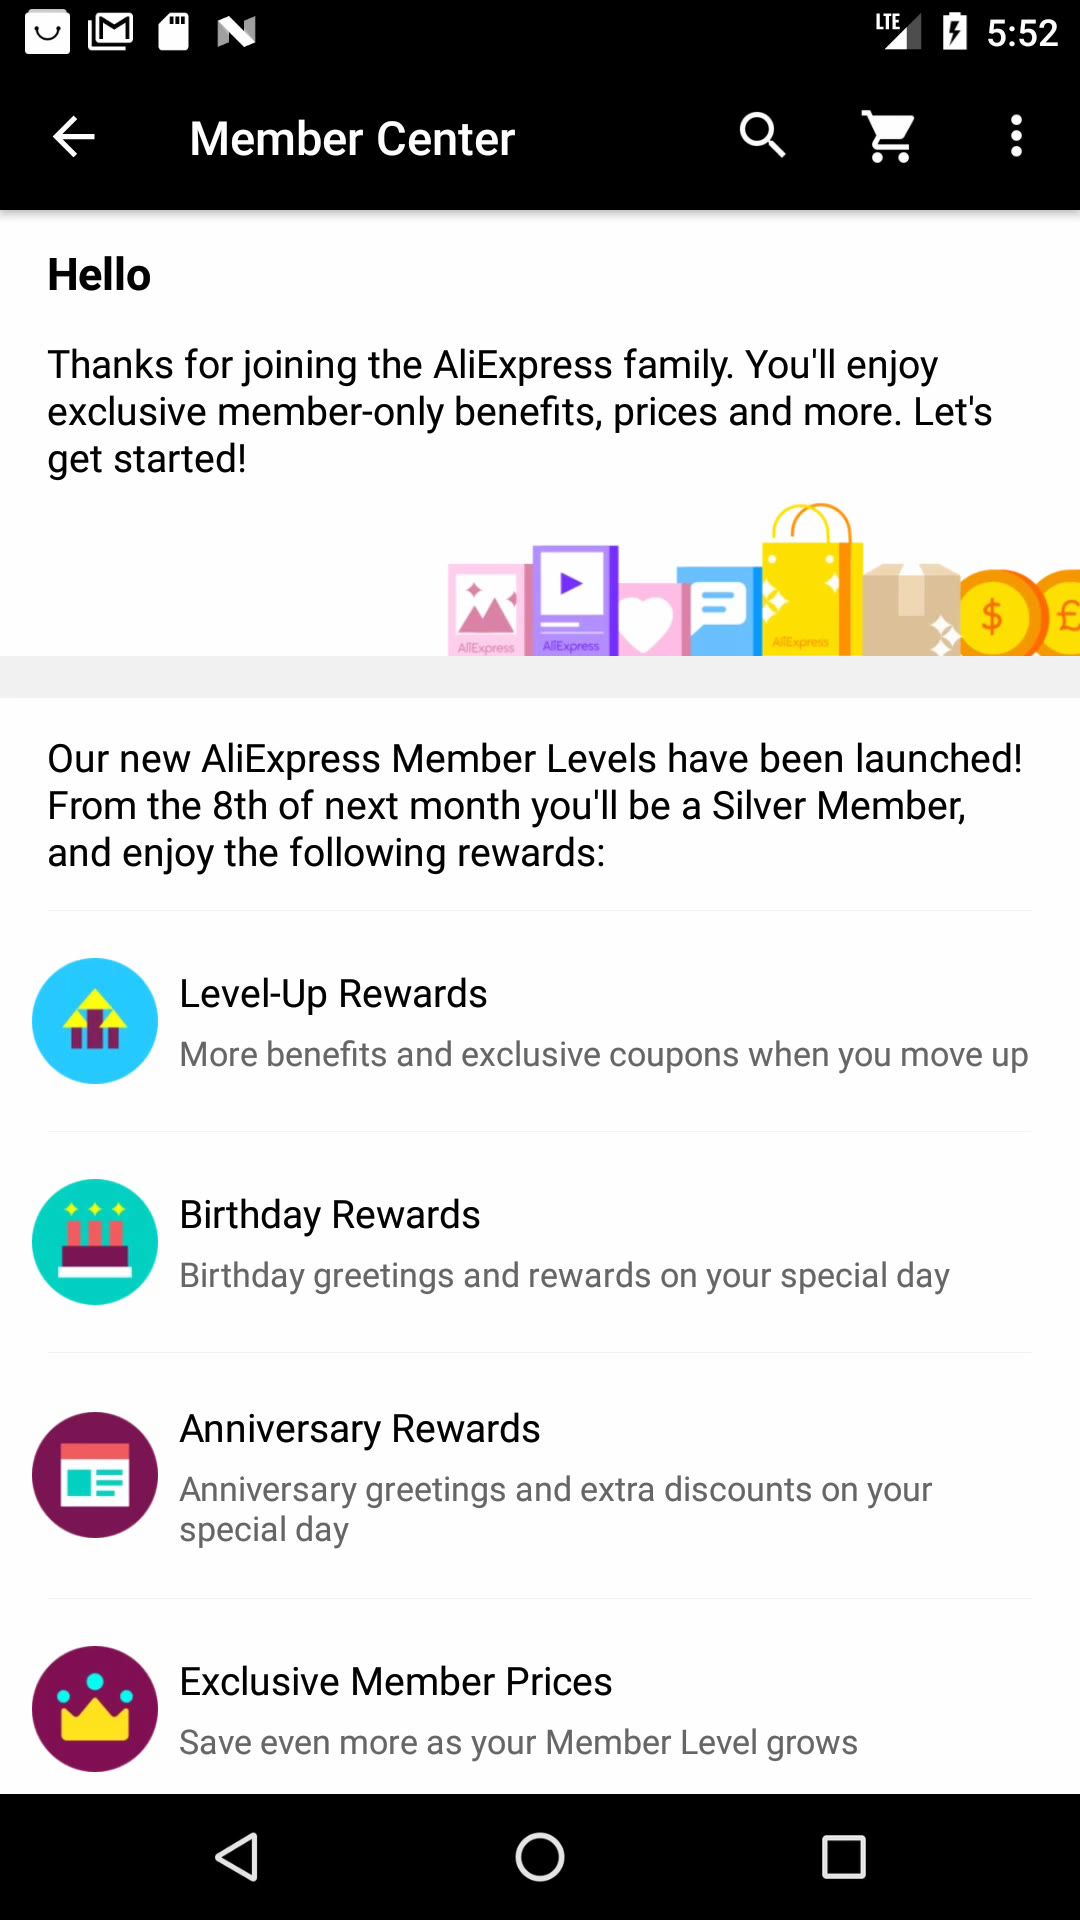 LTE 5:52
Member Center
Hello
Thanks for joining the AliExpress family. You'll enjoy
exclusive member-only benefits, prices and more. Let's
get started!
$ £
AliExpress AliExpress AliExpress
Our new AliExpress Member Levels have been launched!
From the 8th of next month you'll be a Silver Member,
and enjoy the following rewards:
Level-Up Rewards
More benefits and exclusive coupons when you move up
Birthday Rewards
Birthday greetings and rewards on your special day
Anniversary Rewards
Anniversary greetings and extra discounts on your
special day
Exclusive Member Prices
Save even more as your Member Level grows